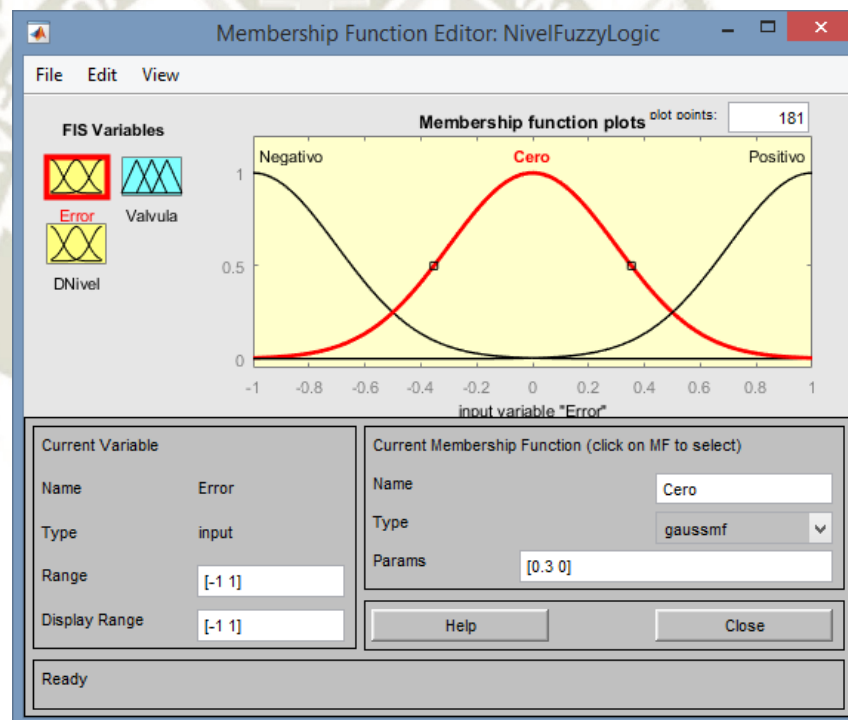 Membership Function Editor: NivelFuzzyLogic
File Edit View
FIS Variables
Error
Valvula
DNivel
Membership function plots
plot points:
181
Negativo
Cero
Positivo
1
0.5
0
-1 -0.8 -0.6 -0.4 -0.2 0 0.2 0.4 0.6 0.8 1
input variable "Error"
Current Variable
Name Error
Type input
Range [-1 1]
Display Range [-1 1]
Current Membership Function (click on MF to select)
Name Cero
Type gaussmf
Params [0.3 0]
Help
Close
Ready